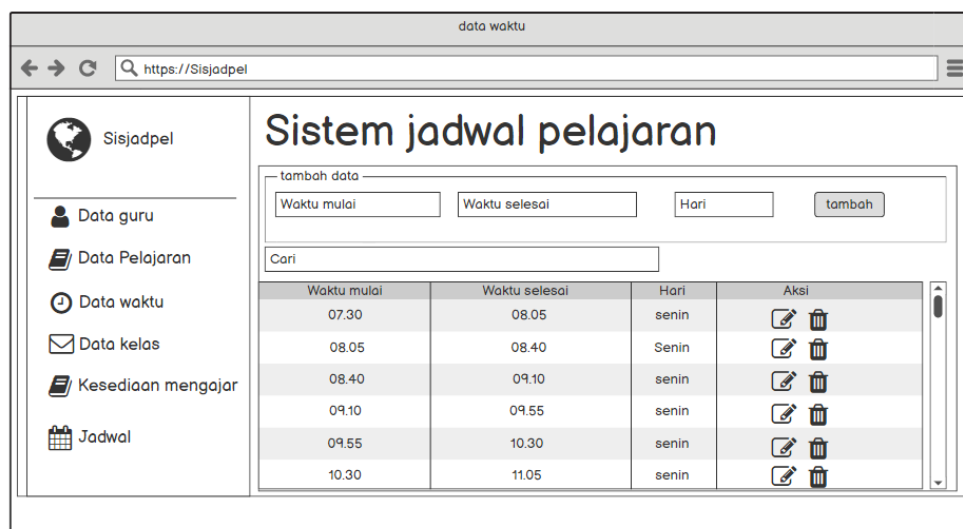 data waktu
https://Sisjadpel
Sisjadpel
Data guru
Data Pelajaran
Data waktu
Data kelas
Kesediaan mengajar
Jadwal
Sistem jadwal pelajaran
tambah data
Waktu mulai Waktu selesai Hari tambah
Cari
Waktu mulai Waktu selesai Hari Aksi
07.30 08.05 senin
08.05 08.40 Senin
08.40 09.10 senin
09.10 09.55 senin
09.55 10.30 senin
10.30 11.05 senin